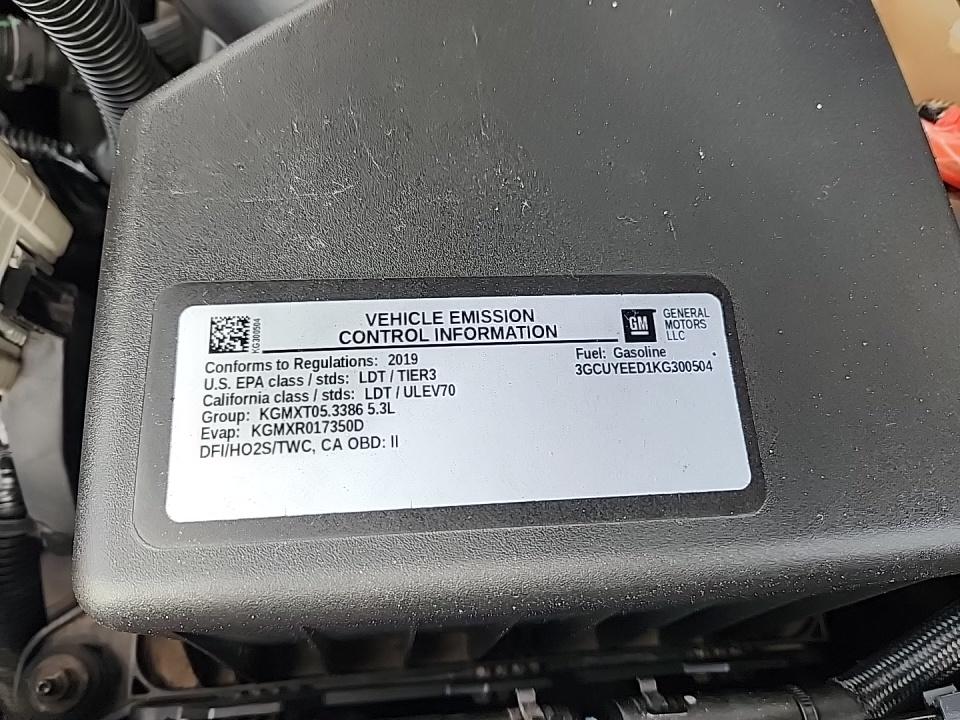 VEHICLE EMISSION
CONTROL INFORMATION
KG300504
GM
GENERAL
MOTORS
LLC
Conforms to Regulations: 2019
U.S. EPA class / stds: LDT / TIER3
California class / stds: LDT / ULEV70
Group: KGMXT05.3386 5.3L
Evap: KGMXR017350D
DFI/HO2S/TWC, CA OBD: II
Fuel: Gasoline
3GCUYEED1KG300504